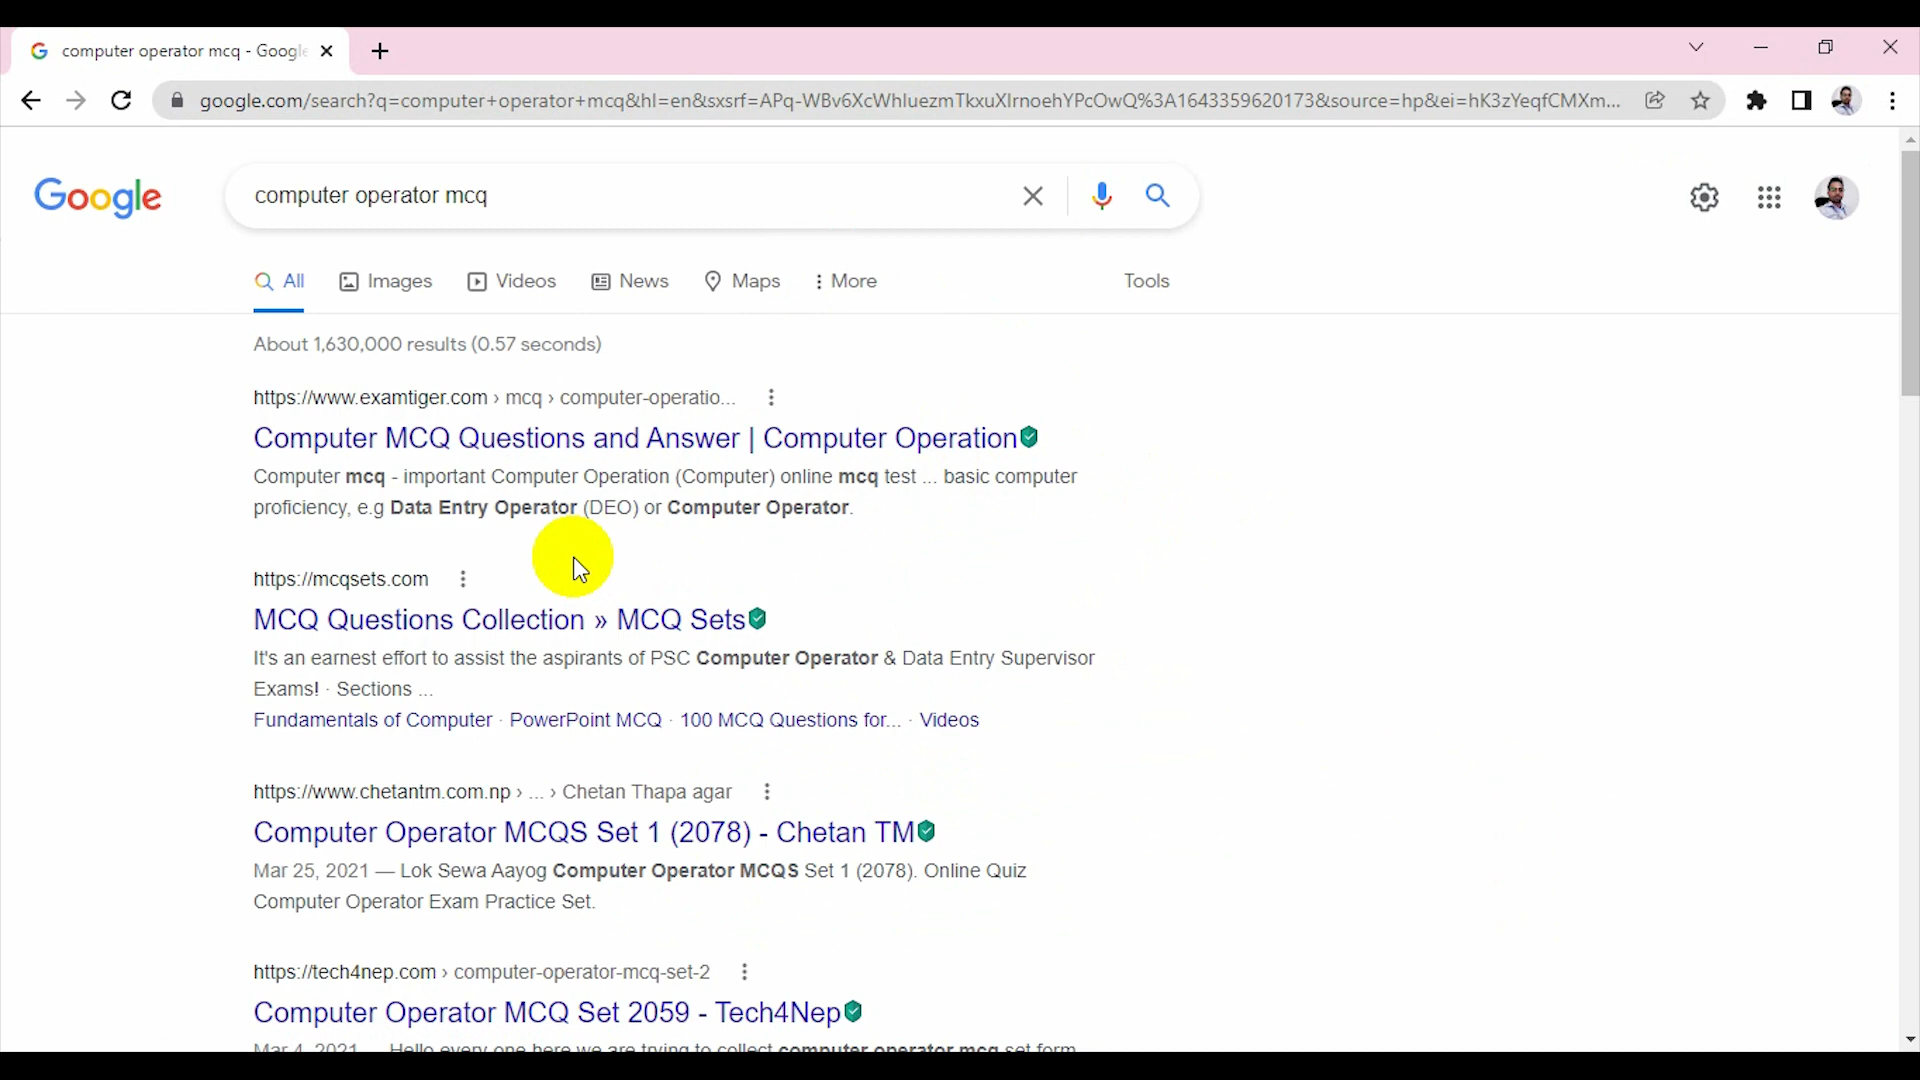 computer operator mcq - Google
google.com/search?q=computer+operator+mcq&hl=en&sxsrf=APq-WBv6XcWhIuezmTkxuXIrnoehYPcOwQ%3A1643359620173&source=hp&ei=hK3zYeqfCMXm...
Google computer operator mcq
All Images Videos News Maps More Tools
About 1,630,000 results (0.57 seconds)
https://www.examtiger.com › mcq › computer-operatio...
Computer MCQ Questions and Answer | Computer Operation
Computer mcq - important Computer Operation (Computer) online mcq test ... basic computer
proficiency, e.g Data Entry Operator (DEO) or Computer Operator.
https://mcqsets.com
MCQ Questions Collection » MCQ Sets
It's an earnest effort to assist the aspirants of PSC Computer Operator & Data Entry Supervisor
Exams! · Sections ...
Fundamentals of Computer · PowerPoint MCQ · 100 MCQ Questions for... · Videos
https://www.chetantm.com.np › ... › Chetan Thapa agar
Computer Operator MCQS Set 1 (2078) - Chetan TM
Mar 25, 2021 — Lok Sewa Aayog Computer Operator MCQS Set 1 (2078). Online Quiz
Computer Operator Exam Practice Set.
https://tech4nep.com › computer-operator-mcq-set-2
Computer Operator MCQ Set 2059 - Tech4Nep
Mar 4, 2021 — Hello every one here we are trying to collect computer operator mcq set form